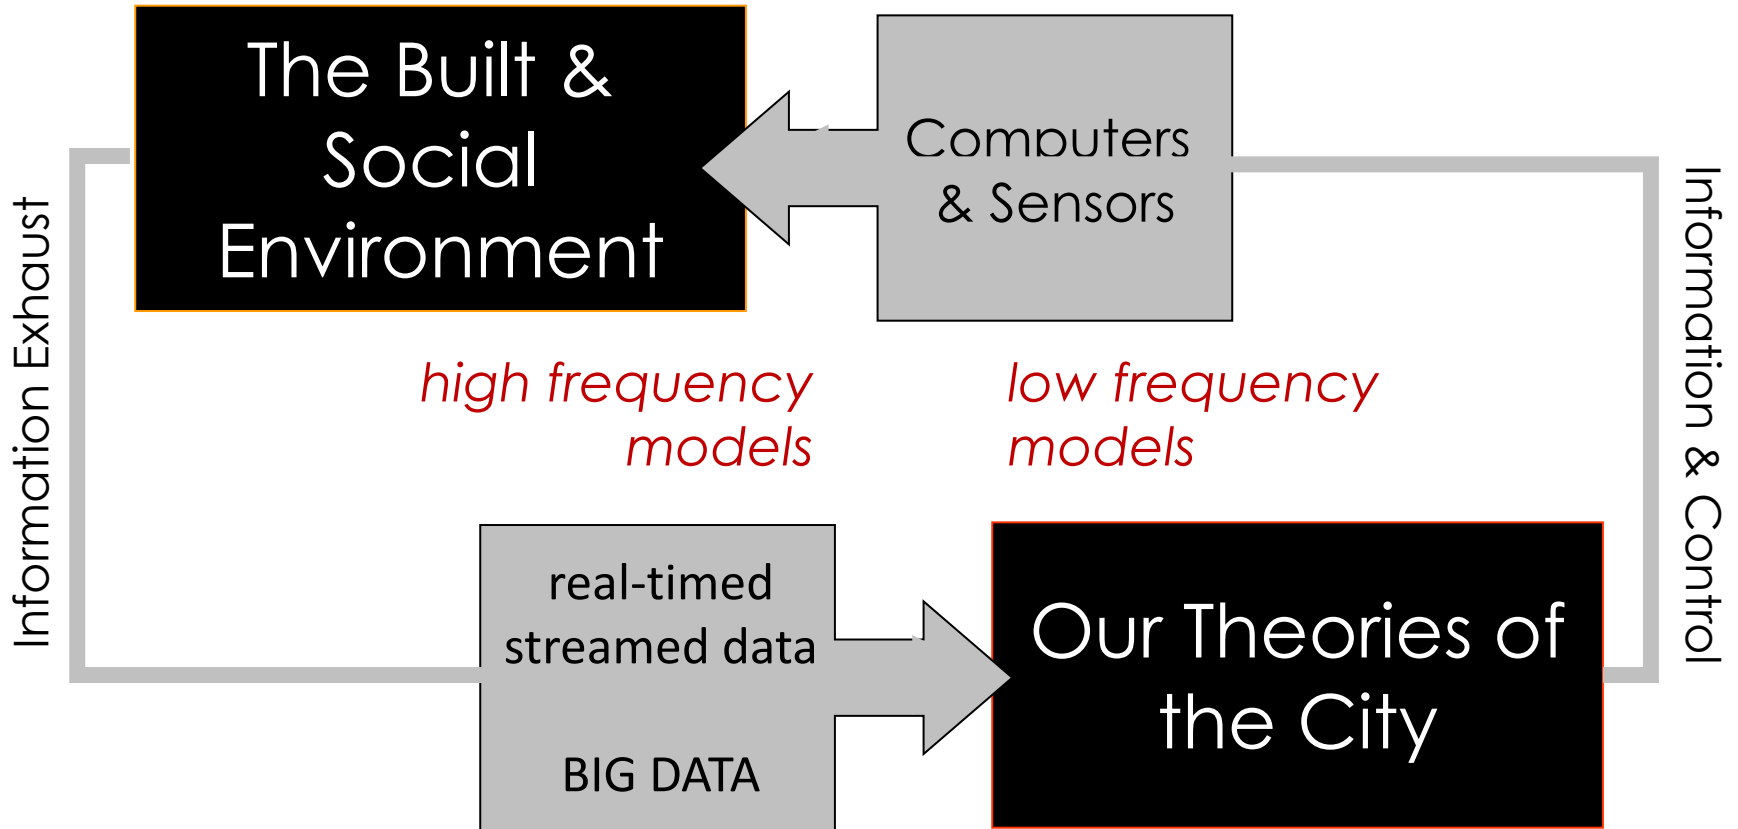 The Built &
Social
Environment
Computers
& Sensors
Information Exhaust
Information & Control
high frequency
models
low frequency
models
real-timed
streamed data
BIG DATA
Our Theories of
the City